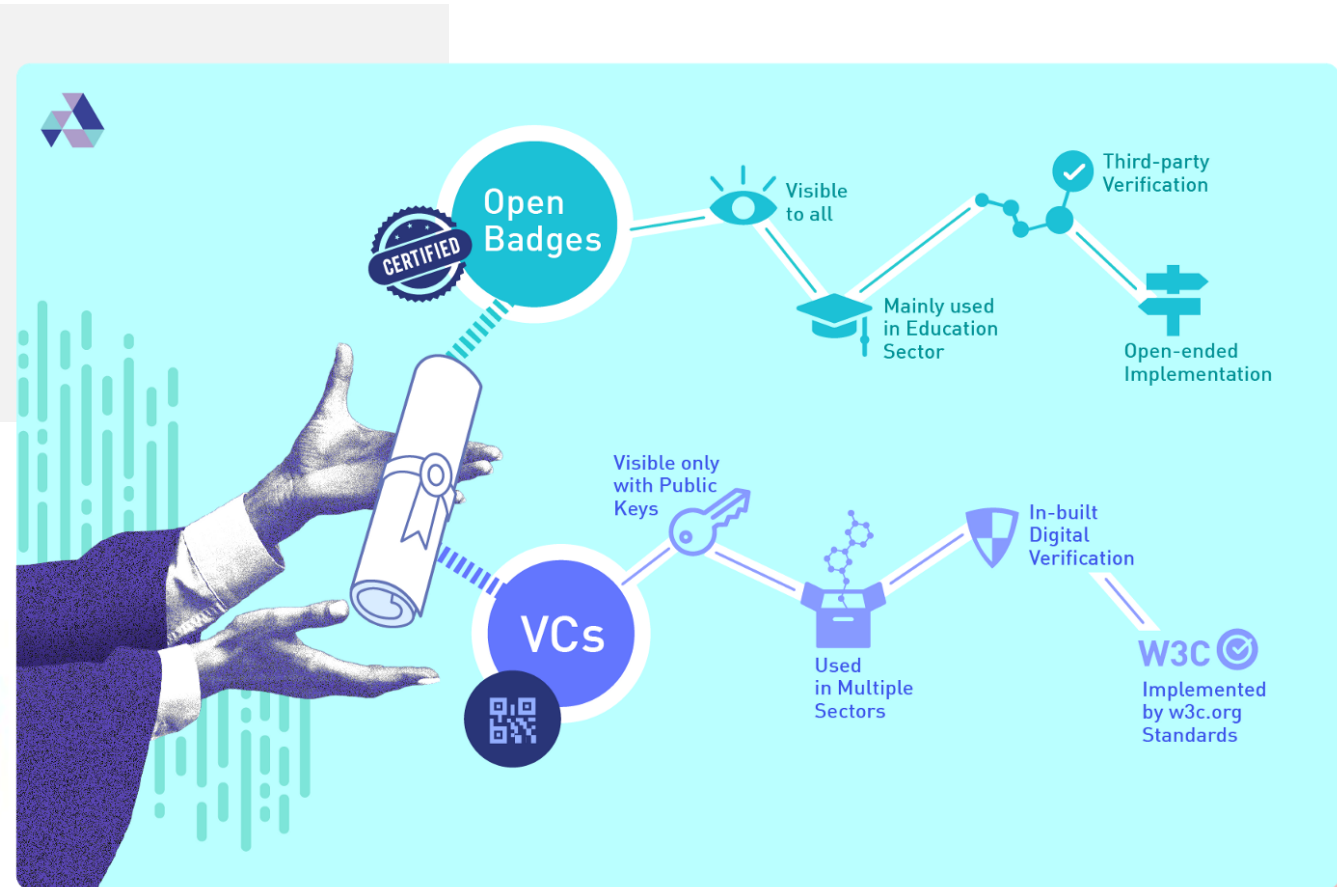 Open
Badges
CERTIFIED
Visible
to all
Mainly used
in Education
Sector
Third-party
Verification
Open-ended
Implementation
VCs
Visible only
with Public
Keys
Used
in Multiple
Sectors
In-built
Digital
Verification
W3C
Implemented
by w3c.org
Standards